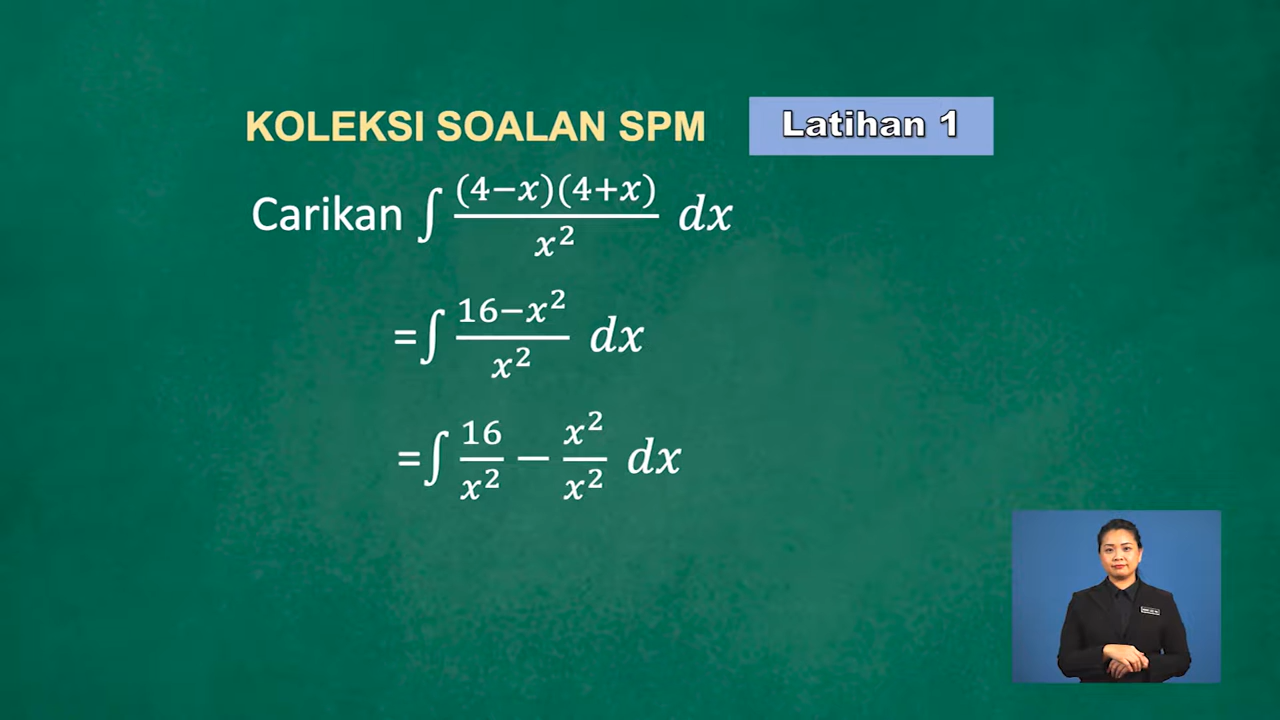 KOLEKSI SOALAN SPM
Latihan 1
Carikan ∫ (4−x)(4+x)/x² dx
=∫ 16−x²/x² dx
=∫ 16/x² − x²/x² dx